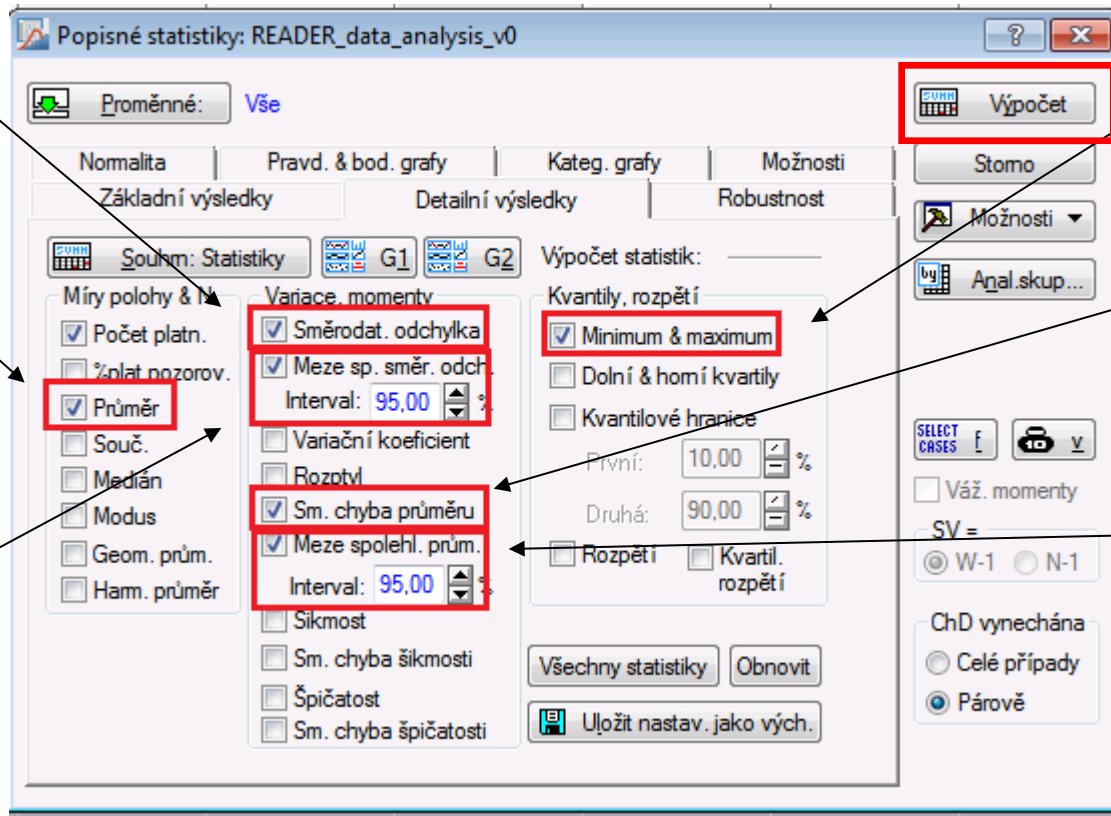 Popisné statistiky: READER_data_analysis_v0
?
Proměnné:
Vše
Výpočet
Storno
Možnosti
Anal.skup...
Normalita
Pravd. & bod. grafy
Kateg. grafy
Možnosti
Základní výsledky
Detailní výsledky
Robustnost
SUMM
Souhrn: Statistiky
G1
G2
Výpočet statistik:
Míry polohy & N
Počet platn.
%plat pozorov.
Průměr
Souč.
Medián
Modus
Geom. prům.
Harm. průměr
Variace, momenty
Směrodat. odchylka
Meze sp. směr. odch.
Interval: 95,00 %
Variační koeficient
Rozptyl
Sm. chyba průměru
Meze spolehl. prům.
Interval: 95,00 %
Šikmost
Sm. chyba šikmosti
Špičatost
Sm. chyba špičatosti
Kvantily, rozpětí
Minimum & maximum
Dolní & horní kvartily
Kvantilové hranice
První: 10,00 %
Druhá: 90,00 %
Rozpětí
Kvartil.
rozpětí
Všechny statistiky
Obnovit
Uložit nastav. jako vých.
SELECT
CASES
f
v
Váž. momenty
SV =
W-1
N-1
ChD vynechána
Celé případy
Párově